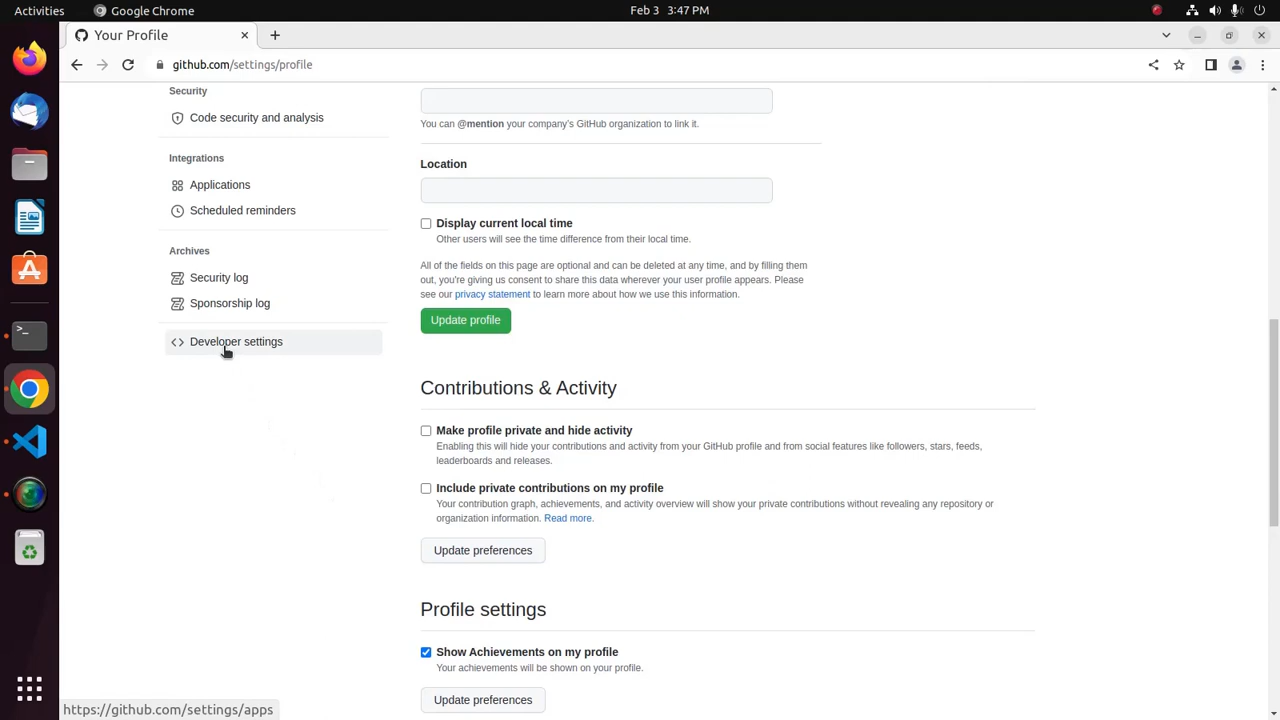 Activities
Google Chrome
Feb 3 3:47 PM
Your Profile
github.com/settings/profile
Security
Code security and analysis
Integrations
Applications
Scheduled reminders
Archives
Security log
Sponsorship log
Developer settings
You can @mention your company's GitHub organization to link it.
Location
Display current local time
Other users will see the time difference from their local time.
All of the fields on this page are optional and can be deleted at any time, and by filling them
out, you're giving us consent to share this data wherever your user profile appears. Please
see our privacy statement to learn more about how we use this information.
Update profile
Contributions & Activity
Make profile private and hide activity
Enabling this will hide your contributions and activity from your GitHub profile and from social features like followers, stars, feeds,
leaderboards and releases.
Include private contributions on my profile
Your contribution graph, achievements, and activity overview will show your private contributions without revealing any repository or
organization information. Read more.
Update preferences
Profile settings
Show Achievements on my profile
Your achievements will be shown on your profile.
Update preferences
https://github.com/settings/apps